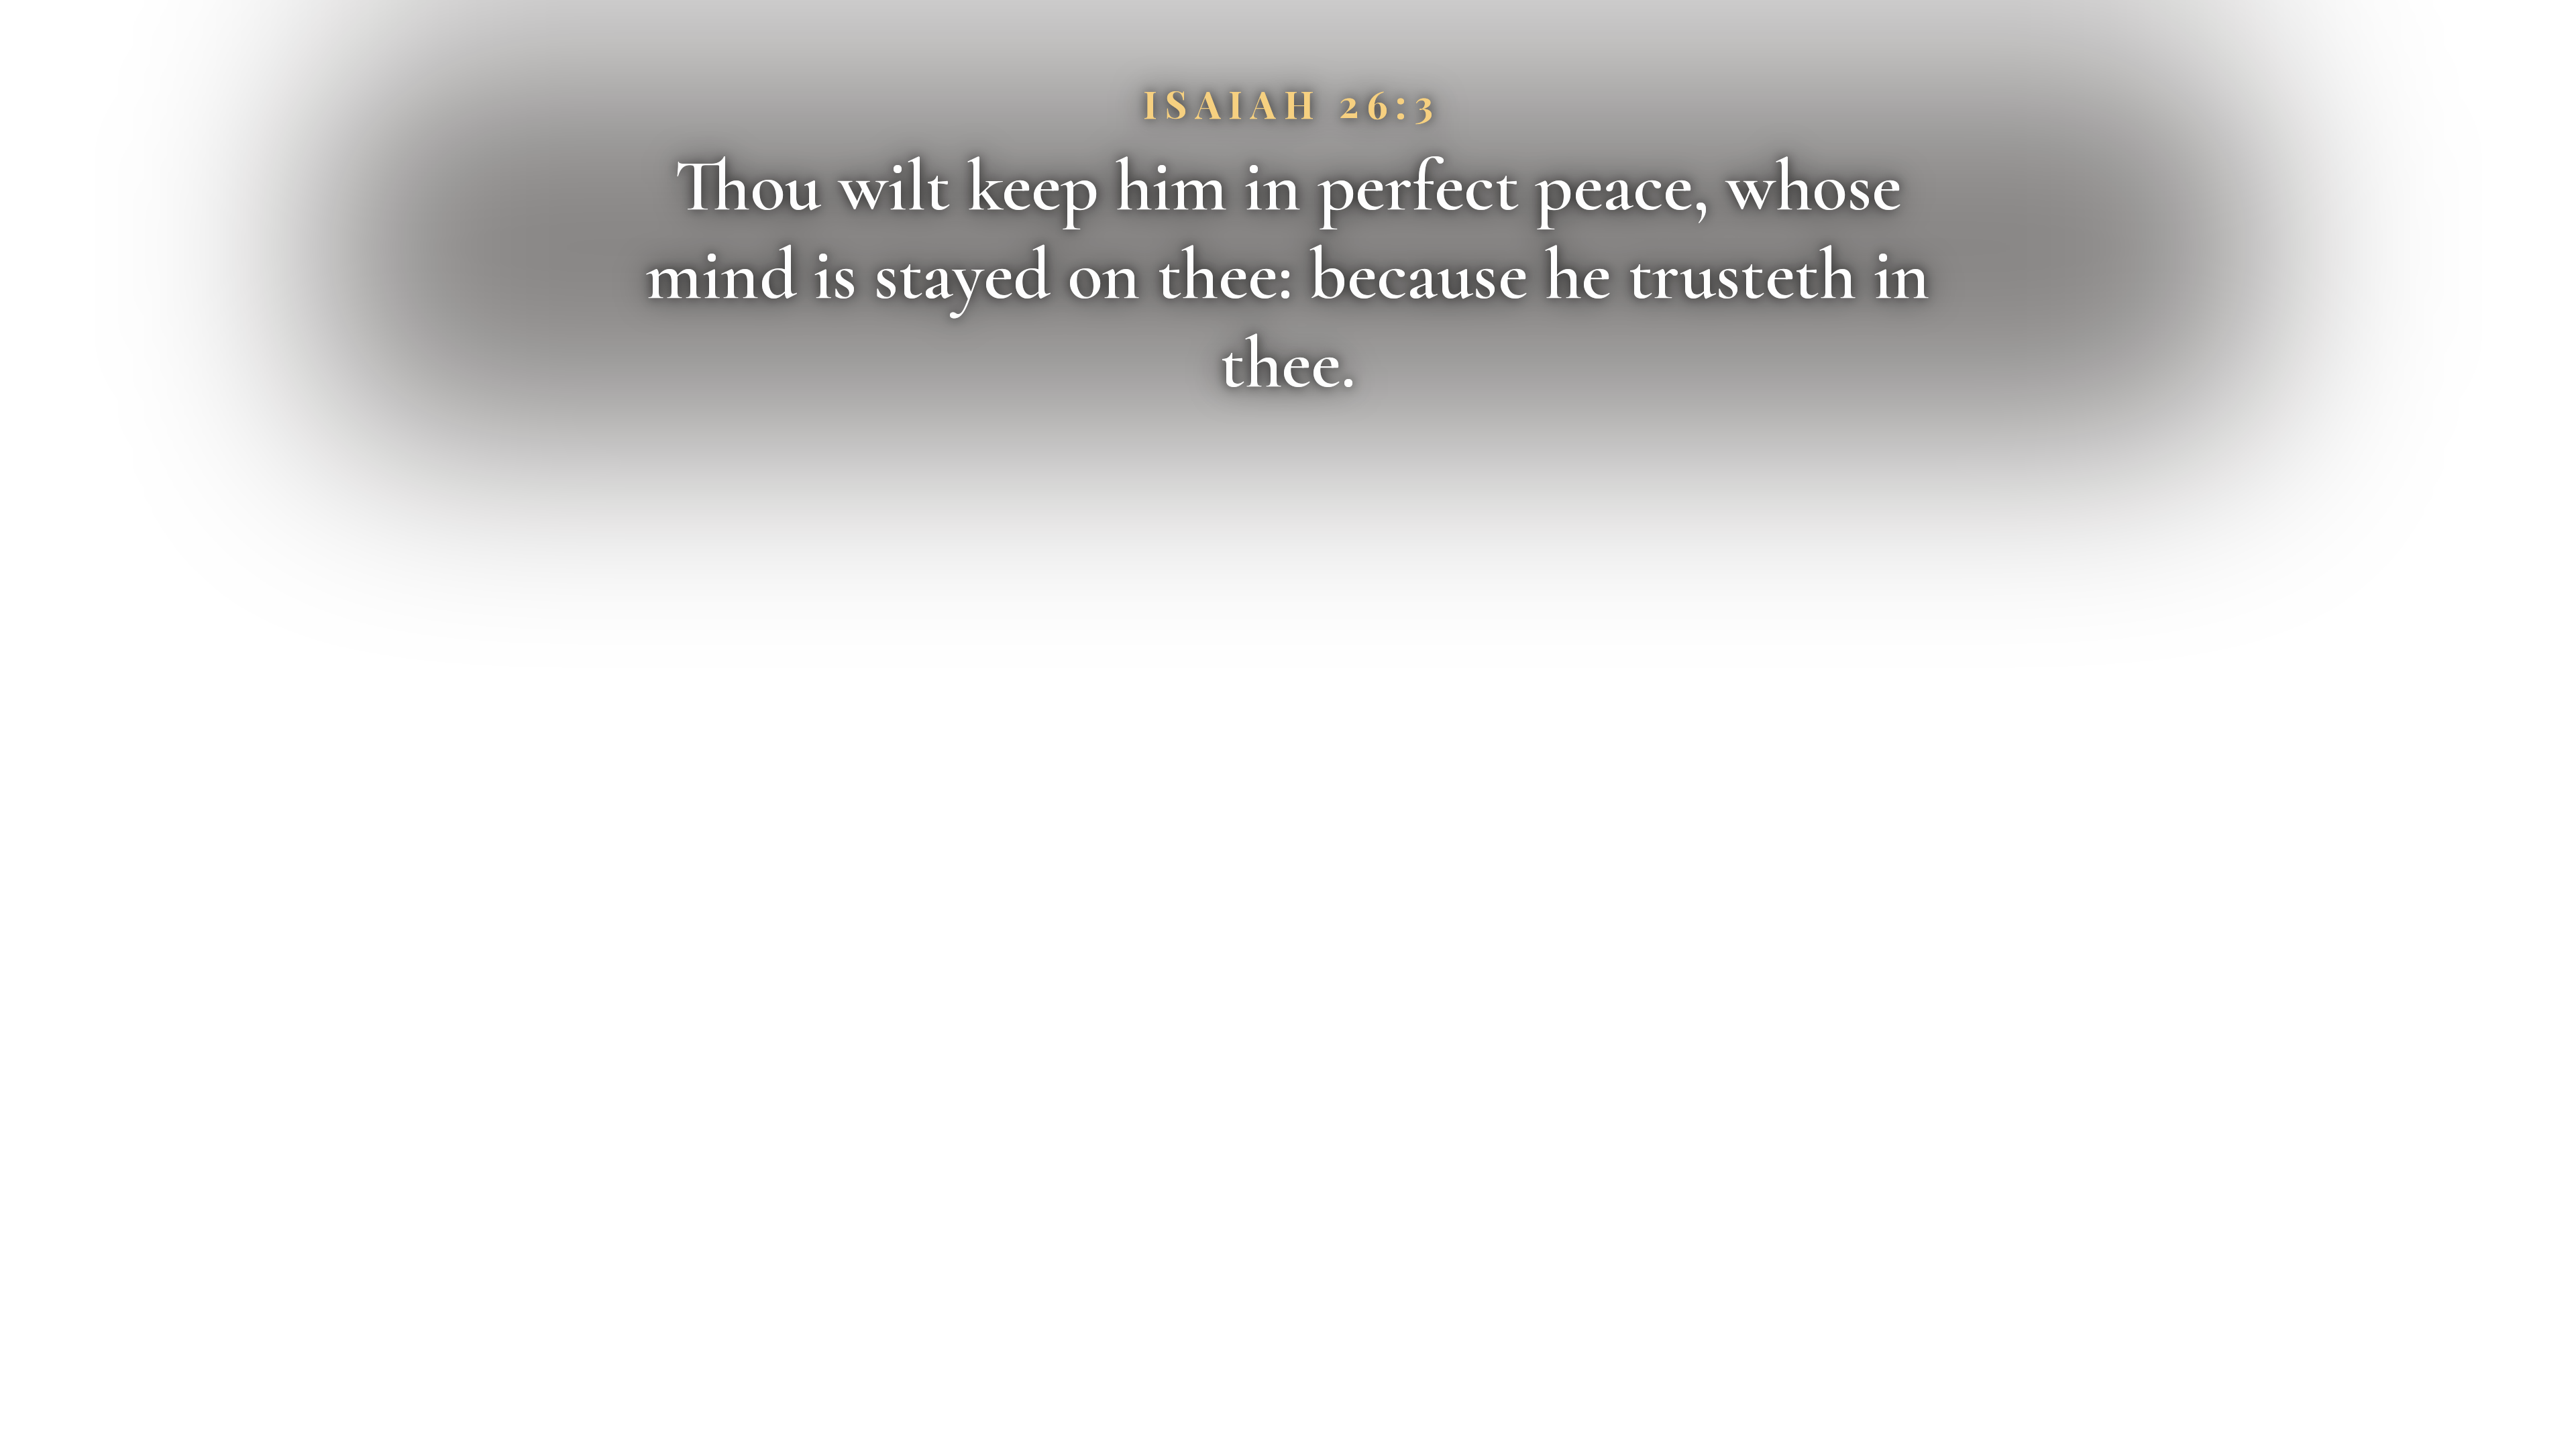 ISAIAH 26:3
Thou wilt keep him in perfect peace, whose
mind is stayed on thee: because he trusteth in
thee.